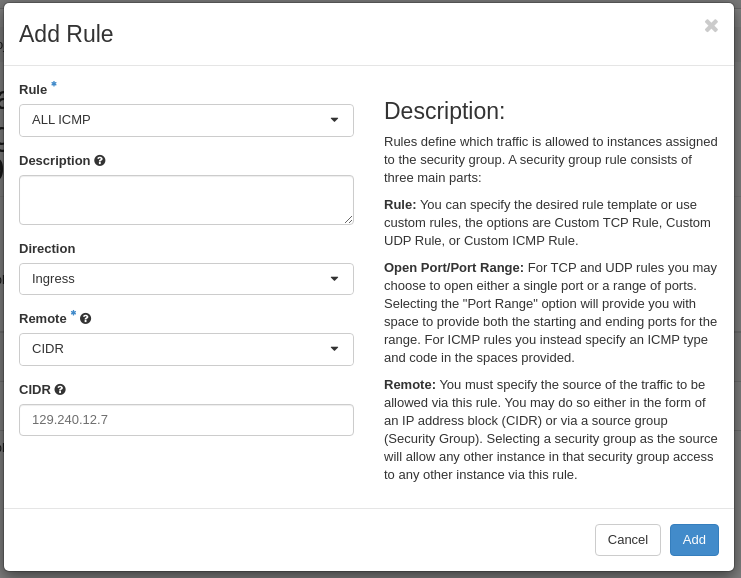 Add Rule
Rule *
ALL ICMP
Description
Direction
Ingress
Remote *
CIDR
CIDR
129.240.12.7
Description:
Rules define which traffic is allowed to instances assigned
to the security group. A security group rule consists of
three main parts:
Rule: You can specify the desired rule template or use
custom rules, the options are Custom TCP Rule, Custom
UDP Rule, or Custom ICMP Rule.
Open Port/Port Range: For TCP and UDP rules you may
choose to open either a single port or a range of ports.
Selecting the "Port Range" option will provide you with
space to provide both the starting and ending ports for the
range. For ICMP rules you instead specify an ICMP type
and code in the spaces provided.
Remote: You must specify the source of the traffic to be
allowed via this rule. You may do so either in the form of
an IP address block (CIDR) or via a source group
(Security Group). Selecting a security group as the source
will allow any other instance in that security group access
to any other instance via this rule.
Cancel
Add